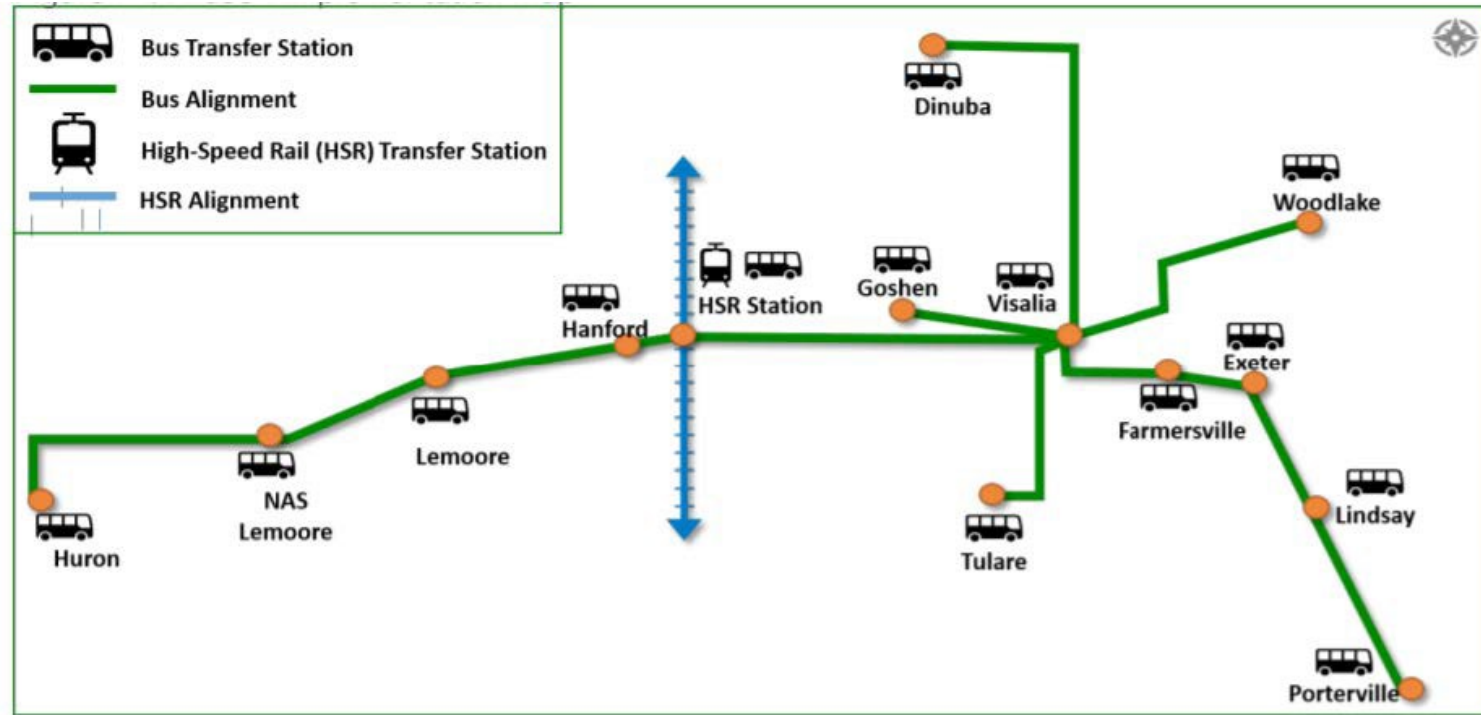 Bus Transfer Station
Bus Alignment
High-Speed Rail (HSR) Transfer Station
HSR Alignment
Dinuba
Woodlake
HSR Station
Goshen
Visalia
Hanford
Exeter
Farmersville
Lemoore
NAS
Lemoore
Huron
Tulare
Lindsay
Porterville